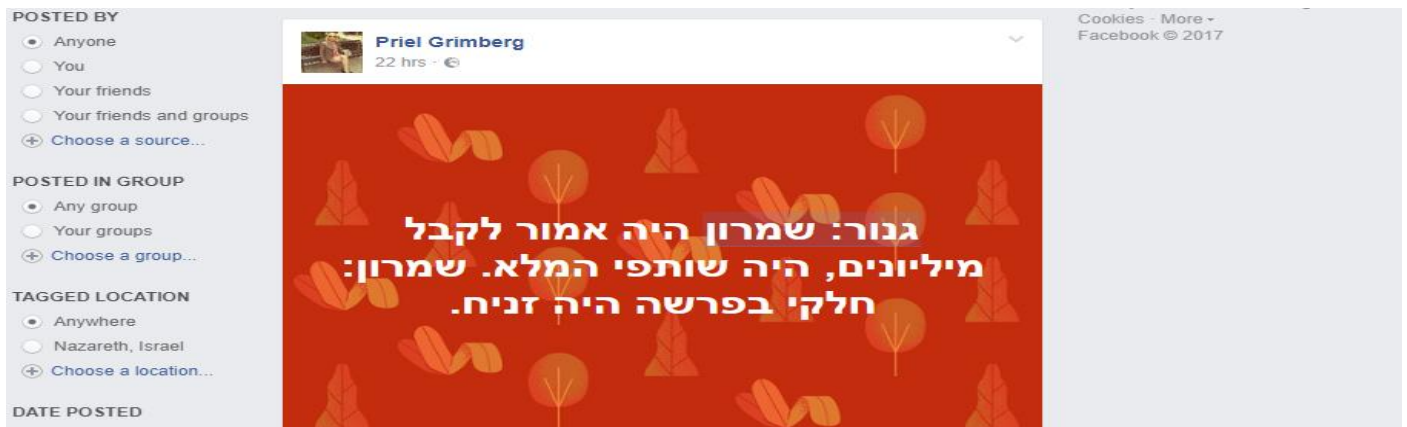 POSTED BY
Anyone
You
Your friends
Your friends and groups
Choose a source...
POSTED IN GROUP
Any group
Your groups
Choose a group...
TAGGED LOCATION
Anywhere
Nazareth, Israel
Choose a location...
DATE POSTED
Priel Grimberg
22 hrs ·
גנור: שמרון היה אמור לקבל
מיליונים, היה שותפי המלא. שמרון:
חלקי בפרשה היה זניח.
Cookies · More
Facebook © 2017